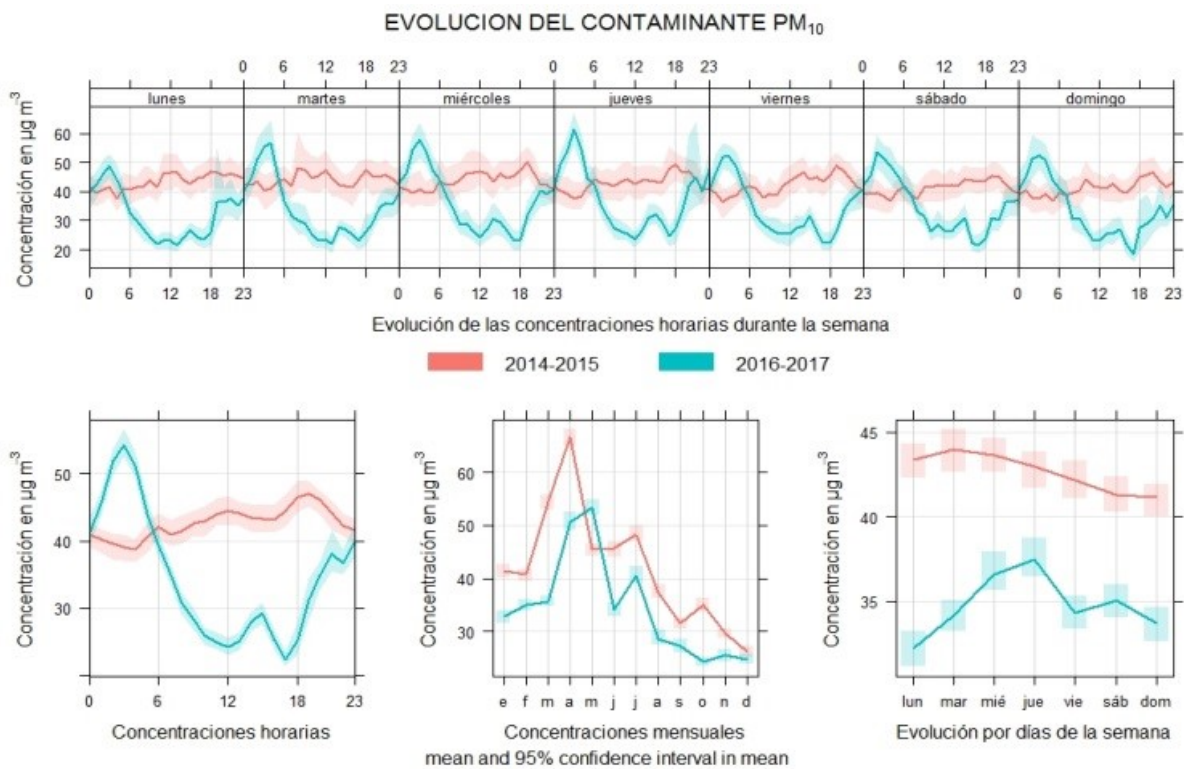 EVOLUCION DEL CONTAMINANTE PM10
0 6 12 18 23 0 6 12 18 23 0 6 12 18 23
lunes martes miércoles jueves viernes sábado domingo
Concentración en µg m-3
60
50
40
30
20
0 6 12 18 23 0 6 12 18 23 0 6 12 18 23 0 6 12 18 23
Evolución de las concentraciones horarias durante la semana
2014-2015 2016-2017
Concentración en µg m-3
50
40
30
0 6 12 18 23
Concentraciones horarias
Concentración en µg m-3
60
50
40
30
e f m a m j j a s o n d
Concentraciones mensuales
mean and 95% confidence interval in mean
Concentración en µg m-3
45
40
35
lun mar mié jue vie sáb dom
Evolución por días de la semana